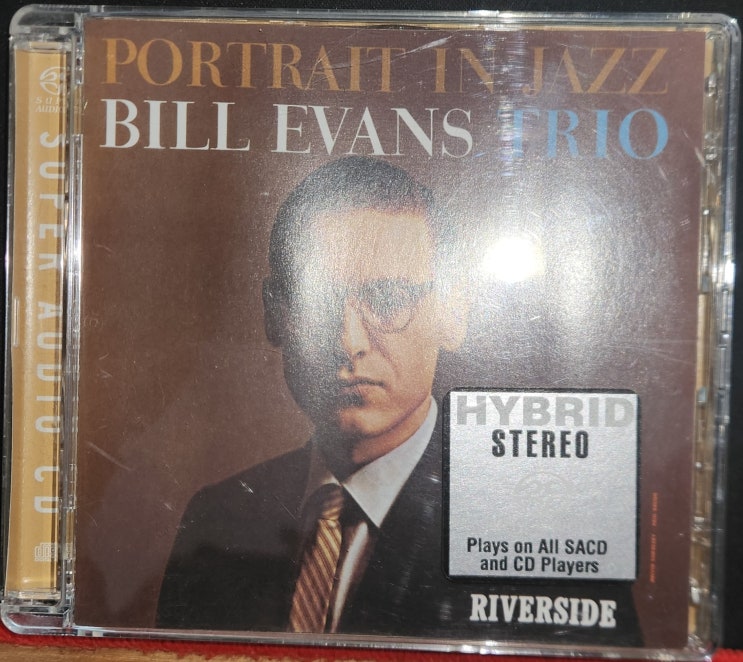 PORTRAIT IN JAZZ
BILL EVANS TRIO
SUPER AUDIO CD
HYBRID
STEREO
Plays on All SACD
and CD Players
RIVERSIDE